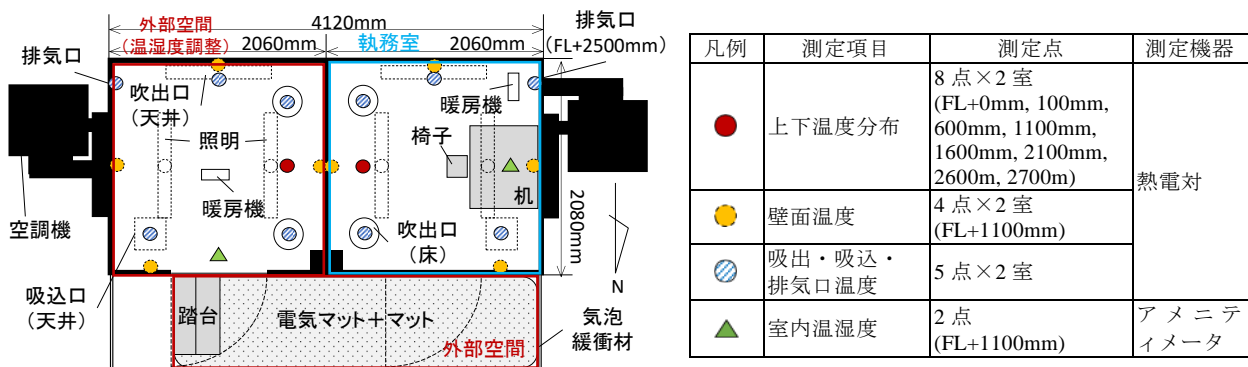 4120mm
外部空間
(温湿度調整)
2060mm
執務室
2060mm
排気口
(FL+2500mm)
排気口
吹出口
(天井)
照明
暖房機
椅子
机
暖房機
空調機
吹出口
(床)
2080mm
N
吸込口
(天井)
踏台
電気マット+マット
外部空間
気泡
緩衝材
凡例 測定項目 測定点 測定機器
上下温度分布
8 点×2 室
(FL+0mm, 100mm,
600mm, 1100mm,
1600mm, 2100mm,
2600m, 2700m)
熱電対
壁面温度
4 点×2 室
(FL+1100mm)
吸出・吸込・
排気口温度
5 点×2 室
室内温湿度
2 点
(FL+1100mm)
アメニテ
ィメータ